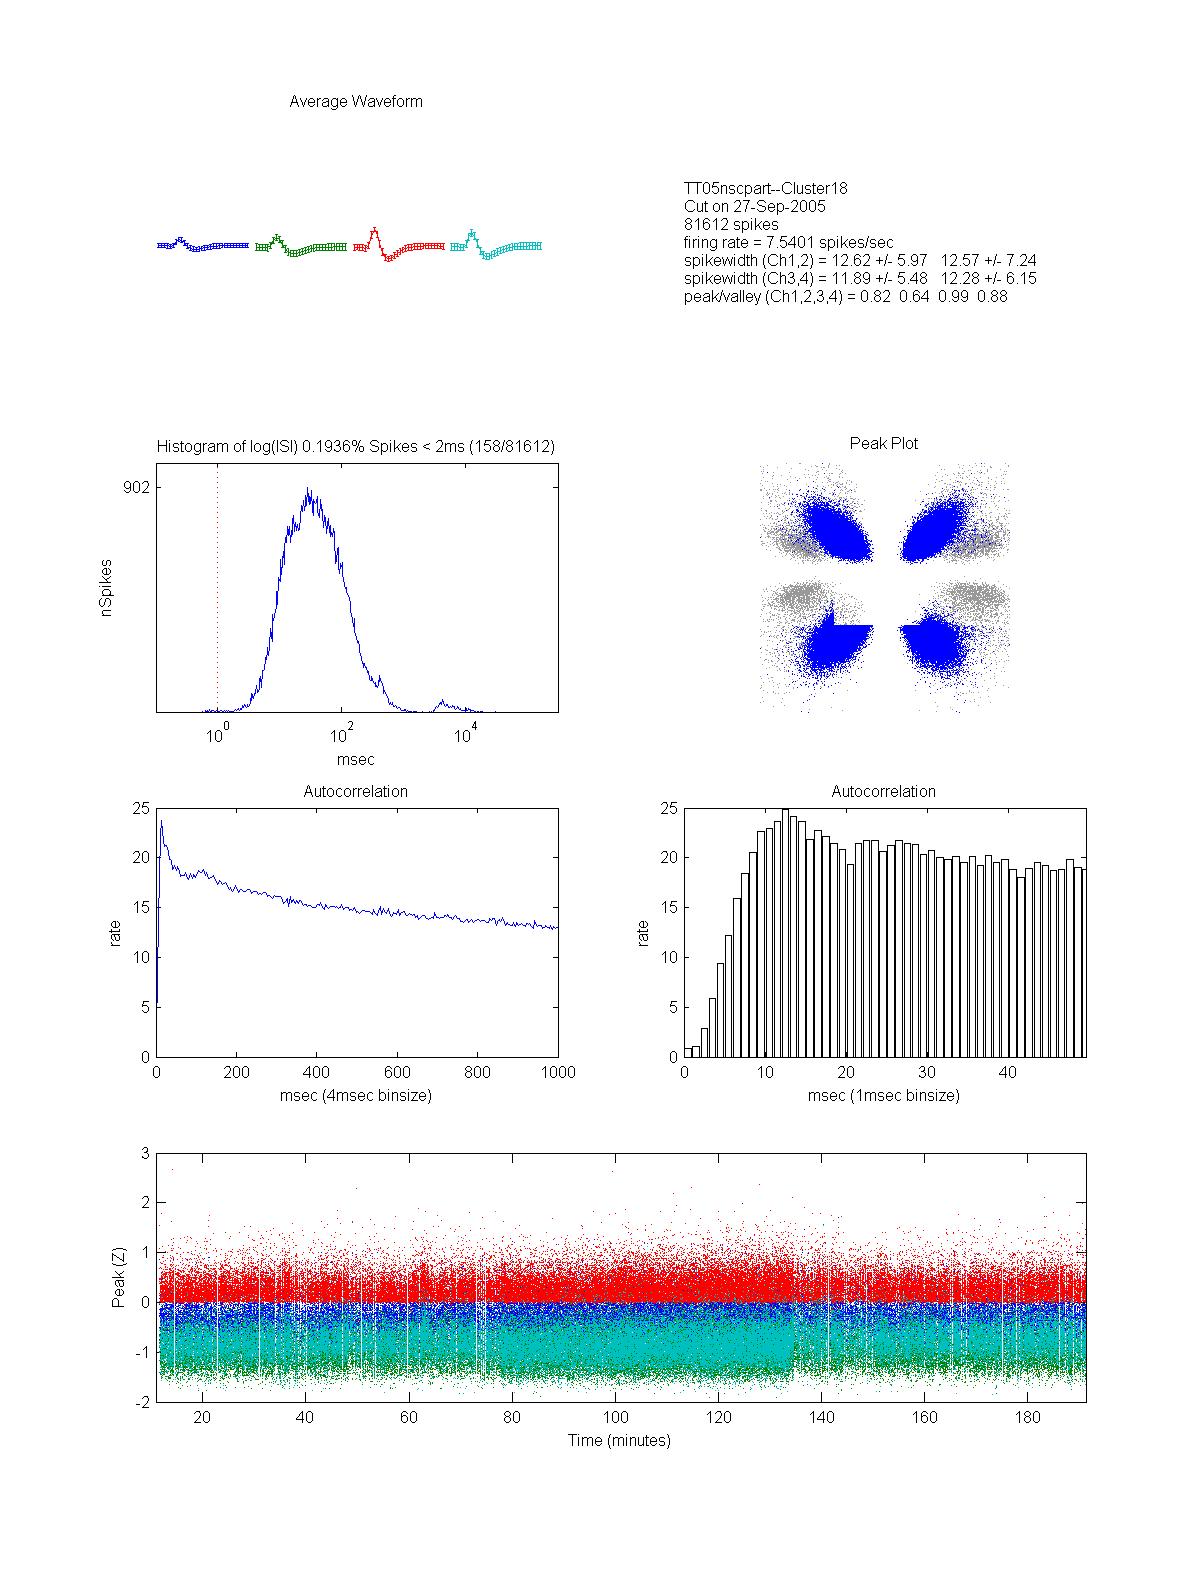 Average Waveform
TT05nscpart--Cluster18
Cut on 27-Sep-2005
81612 spikes
firing rate = 7.5401 spikes/sec
spikewidth (Ch1,2) = 12.62 +/- 5.97 12.57 +/- 7.24
spikewidth (Ch3,4) = 11.89 +/- 5.48 12.28 +/- 6.15
peak/valley (Ch1,2,3,4) = 0.82 0.64 0.99 0.88
Histogram of log(ISI) 0.1936% Spikes < 2ms (158/81612)
902
nSpikes
10^0 10^2 10^4
msec
Peak Plot
Autocorrelation
25
20
15
10
5
0
rate
0 200 400 600 800 1000
msec (4msec binsize)
Autocorrelation
25
20
15
10
5
0
rate
0 10 20 30 40
msec (1msec binsize)
3
2
1
0
-1
-2
Peak (Z)
20 40 60 80 100 120 140 160 180
Time (minutes)